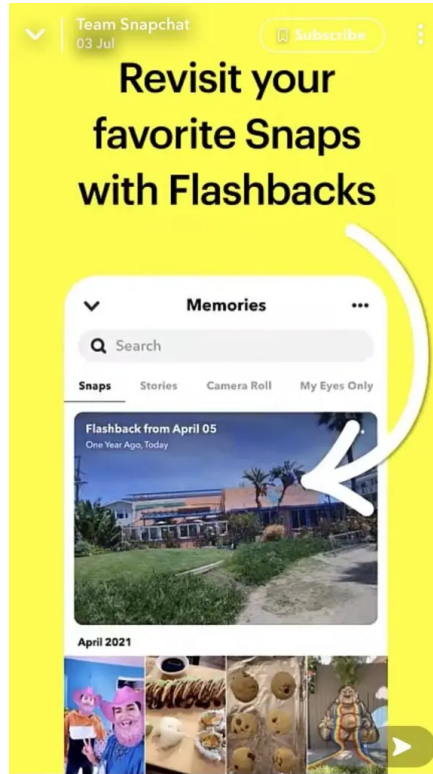 Team Snapchat
03 Jul
Subscribe
Revisit your
favorite Snaps
with Flashbacks
Memories
Search
Snaps Stories Camera Roll My Eyes Only
Flashback from April 05
One Year Ago, Today
April 2021